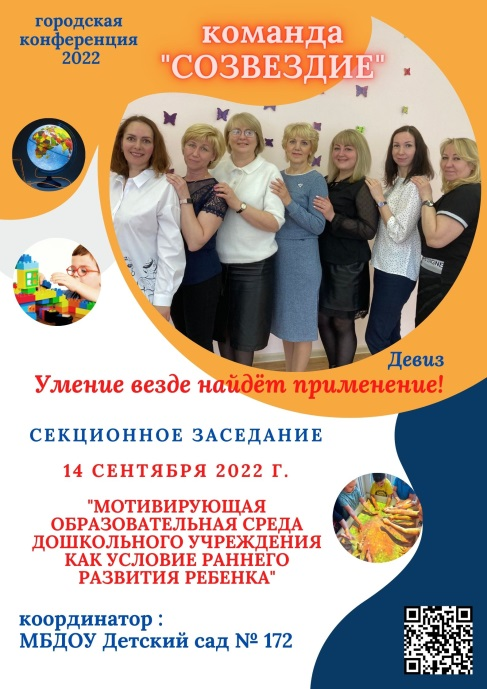 городская
конференция
2022
команда
"СОЗВЕЗДИЕ"
Девиз
Умение везде найдёт применение!
СЕКЦИОННОЕ ЗАСЕДАНИЕ
14 СЕНТЯБРЯ 2022 Г.
"МОТИВИРУЮЩАЯ
ОБРАЗОВАТЕЛЬНАЯ СРЕДА
ДОШКОЛЬНОГО УЧРЕЖДЕНИЯ
КАК УСЛОВИЕ РАННЕГО
РАЗВИТИЯ РЕБЕНКА"
координатор :
МБДОУ Детский сад № 172